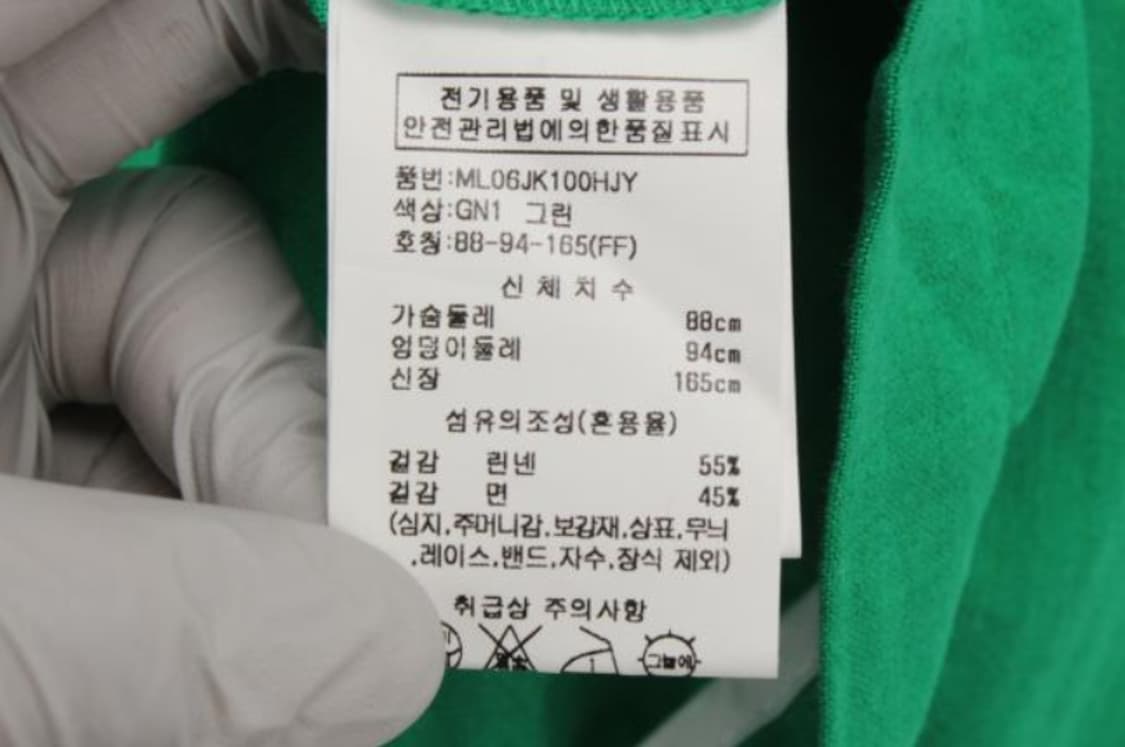 전기용품 및 생활용품
안전관리법에의한품질표시
품번:ML06JK100HJY
색상:GN1 그린
호칭:88-94-165(FF)
신체치수
가슴둘레 88cm
엉덩이둘레 94cm
신장 165cm
섬유의조성(혼용율)
겉감 린넨 55%
겉감 면 45%
(심지,주머니감,보강재,상표,무늬
,레이스,밴드,자수,장식 제외)
취급상 주의사항
그늘에